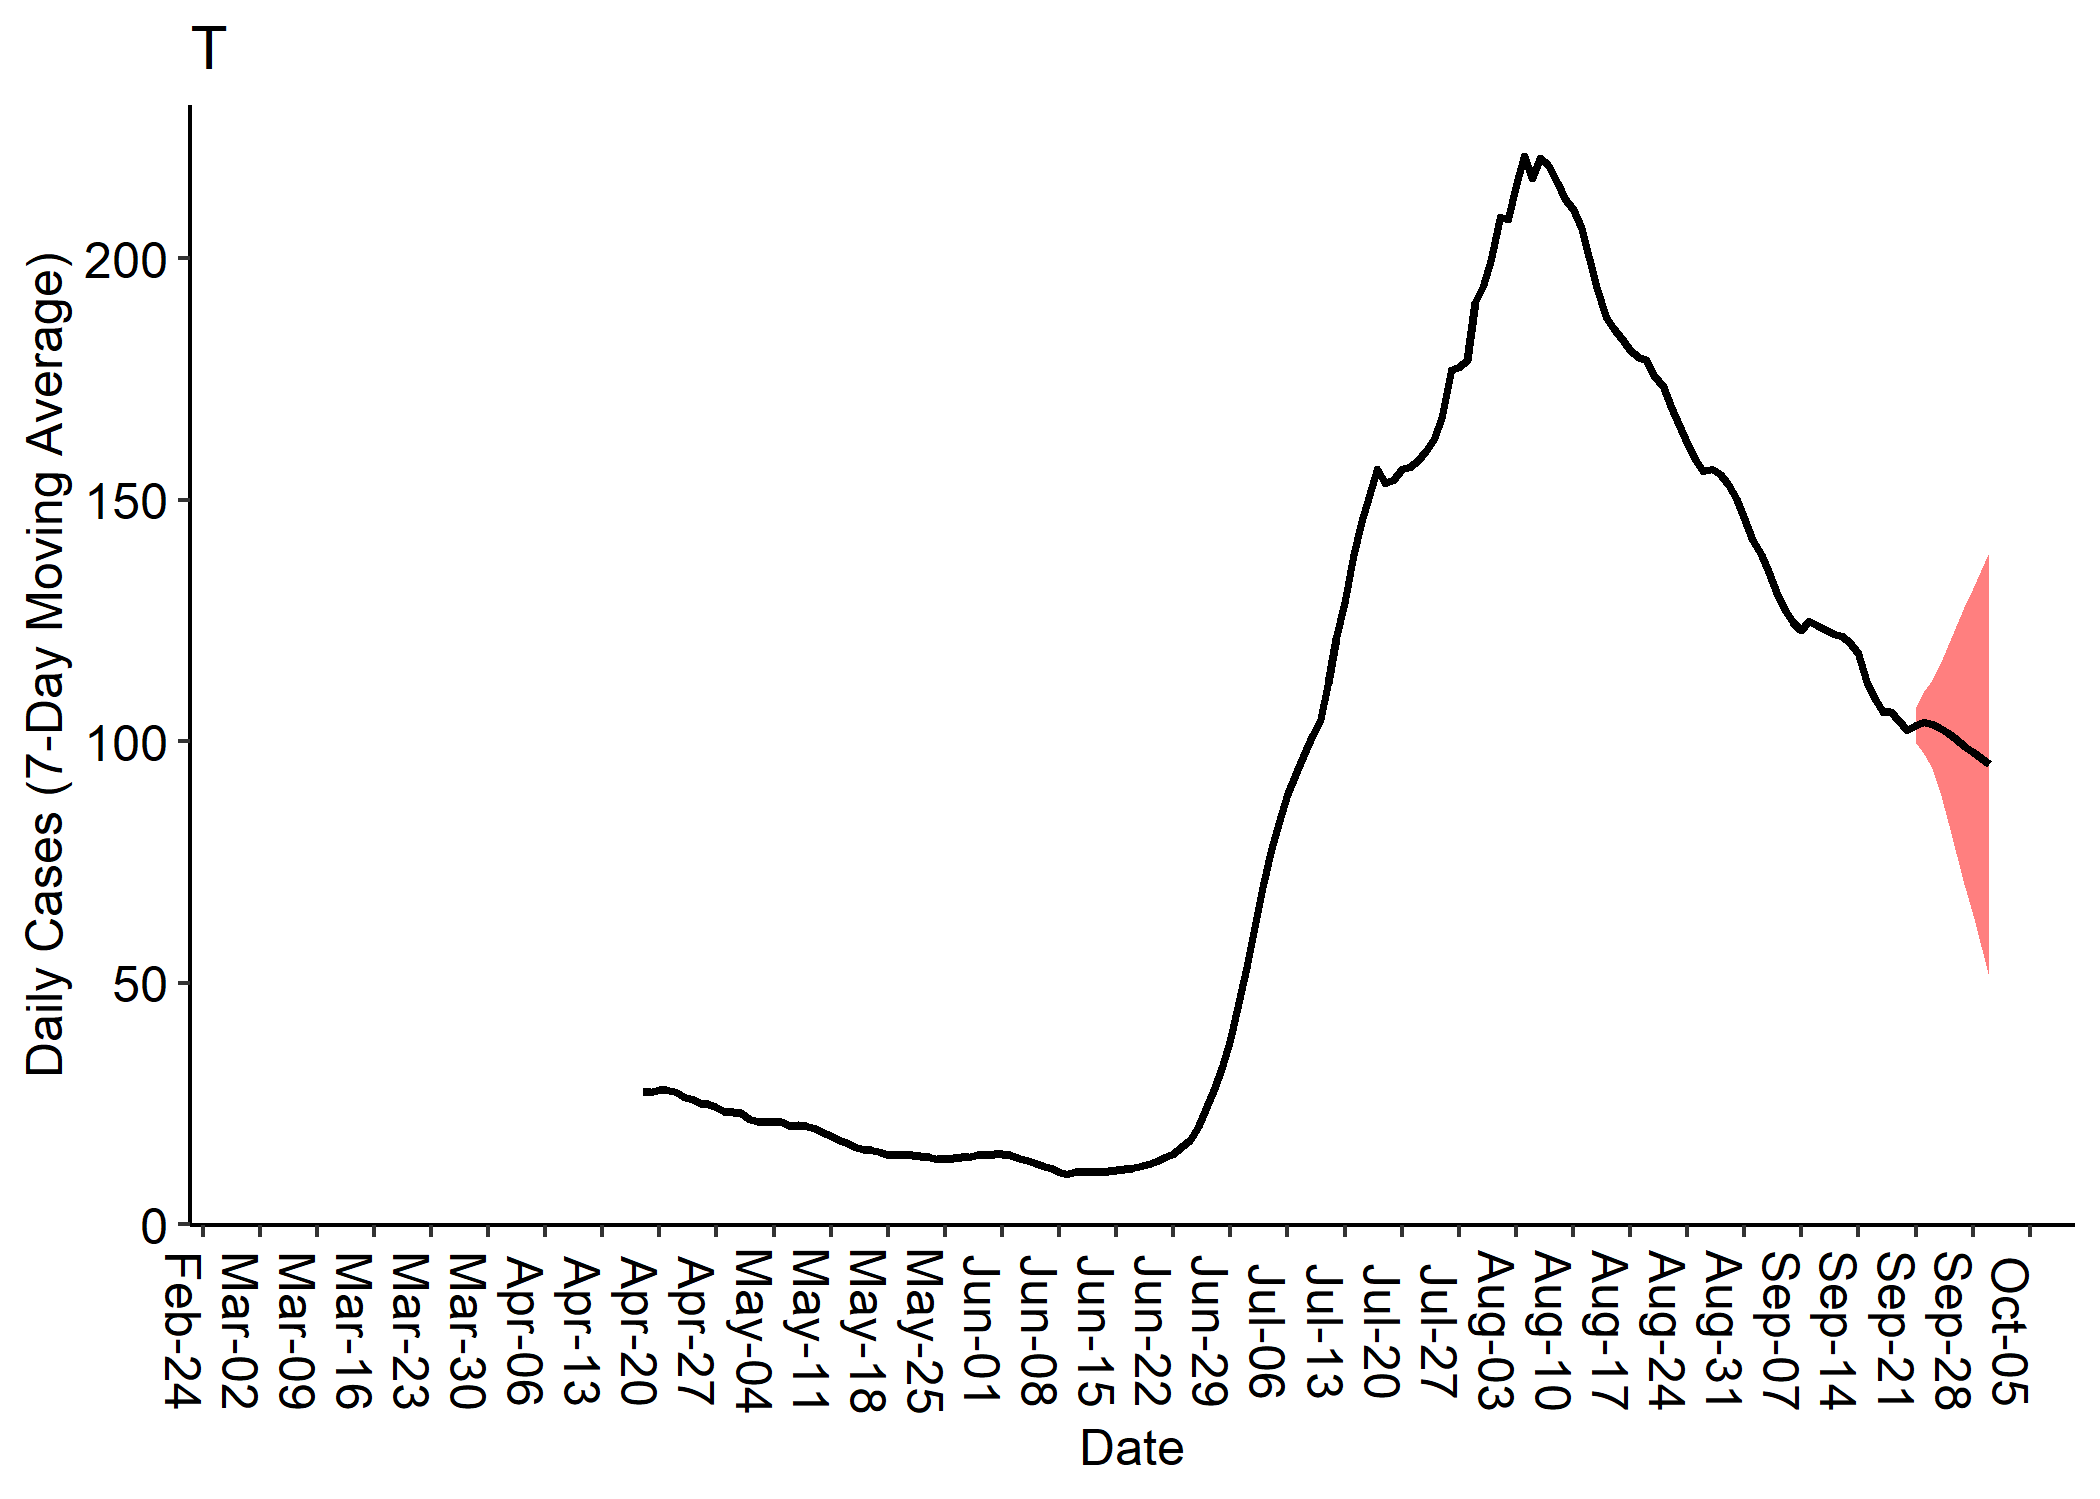 T
Daily Cases (7-Day Moving Average)
200
150
100
50
0
Feb-24
Mar-02
Mar-09
Mar-16
Mar-23
Mar-30
Apr-06
Apr-13
Apr-20
Apr-27
May-04
May-11
May-18
May-25
Jun-01
Jun-08
Jun-15
Jun-22
Jun-29
Jul-06
Jul-13
Jul-20
Jul-27
Aug-03
Aug-10
Aug-17
Aug-24
Aug-31
Sep-07
Sep-14
Sep-21
Sep-28
Oct-05
Date